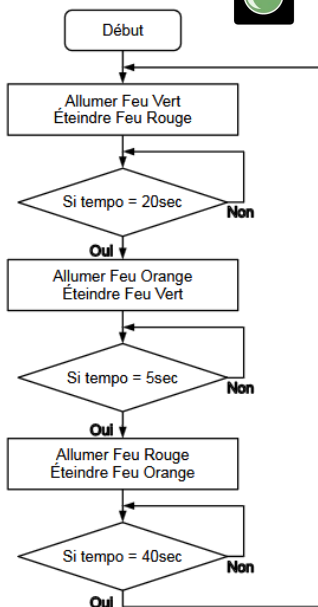 Début
Allumer Feu Vert
Éteindre Feu Rouge
Si tempo = 20sec
Non
Oui
Allumer Feu Orange
Éteindre Feu Vert
Si tempo = 5sec
Non
Oui
Allumer Feu Rouge
Éteindre Feu Orange
Si tempo = 40sec
Non
Oui